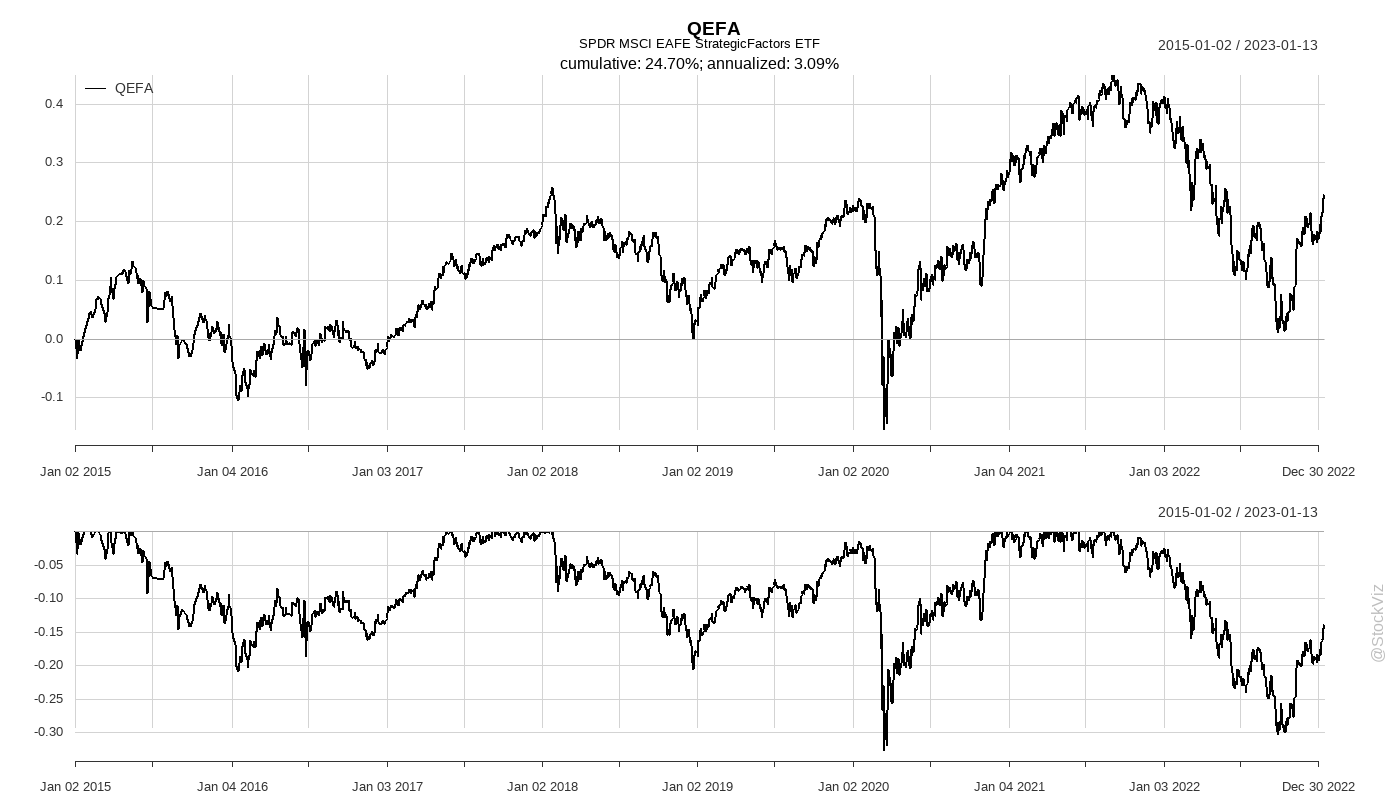 QEFA
SPDR MSCI EAFE StrategicFactors ETF
cumulative: 24.70%; annualized: 3.09%
2015-01-02 / 2023-01-13
QEFA
0.4
0.3
0.2
0.1
0.0
-0.1
Jan 02 2015 Jan 04 2016 Jan 03 2017 Jan 02 2018 Jan 02 2019 Jan 02 2020 Jan 04 2021 Jan 03 2022 Dec 30 2022
2015-01-02 / 2023-01-13
-0.05
-0.10
-0.15
-0.20
-0.25
-0.30
Jan 02 2015 Jan 04 2016 Jan 03 2017 Jan 02 2018 Jan 02 2019 Jan 02 2020 Jan 04 2021 Jan 03 2022 Dec 30 2022
@StockViz